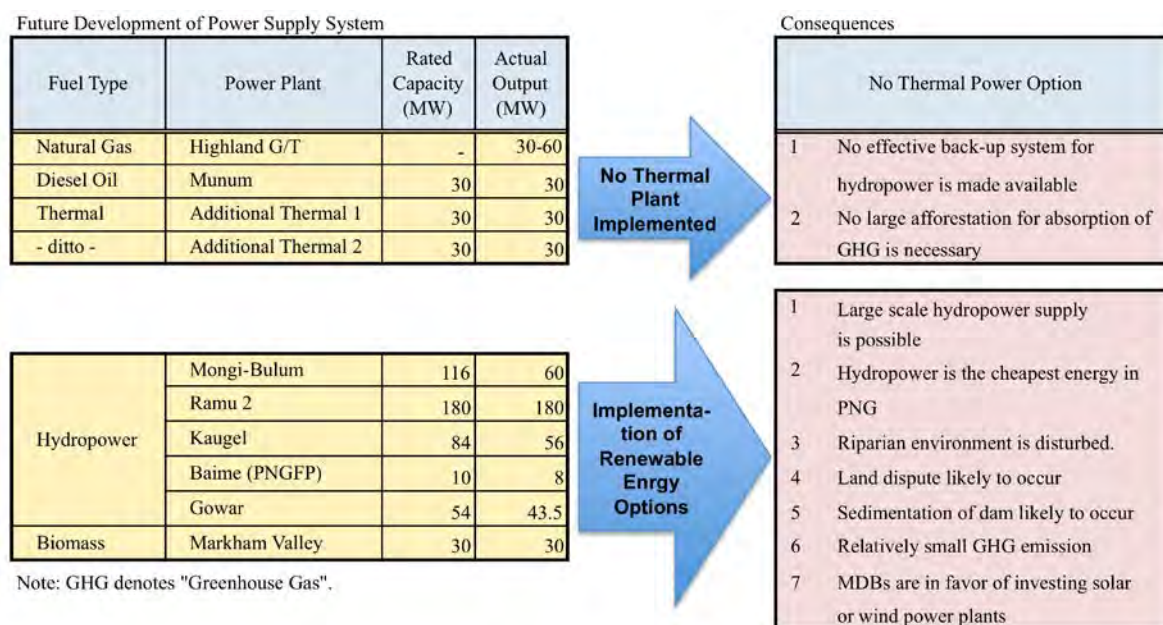 Future Development of Power Supply System
Fuel Type Power Plant Rated Capacity (MW) Actual Output (MW)
Natural Gas Highland G/T - 30-60
Diesel Oil Munum 30 30
Thermal Additional Thermal 1 30 30
- ditto - Additional Thermal 2 30 30
No Thermal
Plant
Implemented
Consequences
No Thermal Power Option
1 No effective back-up system for
hydropower is made available
2 No large afforestation for absorption of
GHG is necessary
Hydropower
Mongi-Bulum 116 60
Ramu 2 180 180
Kaugel 84 56
Baime (PNGFP) 10 8
Gowar 54 43.5
Biomass Markham Valley 30 30
Note: GHG denotes "Greenhouse Gas".
Implementa-
tion of
Renewable
Enrgy
Options
1 Large scale hydropower supply
is possible
2 Hydropower is the cheapest energy in
PNG
3 Riparian environment is disturbed.
4 Land dispute likely to occur
5 Sedimentation of dam likely to occur
6 Relatively small GHG emission
7 MDBs are in favor of investing solar
or wind power plants